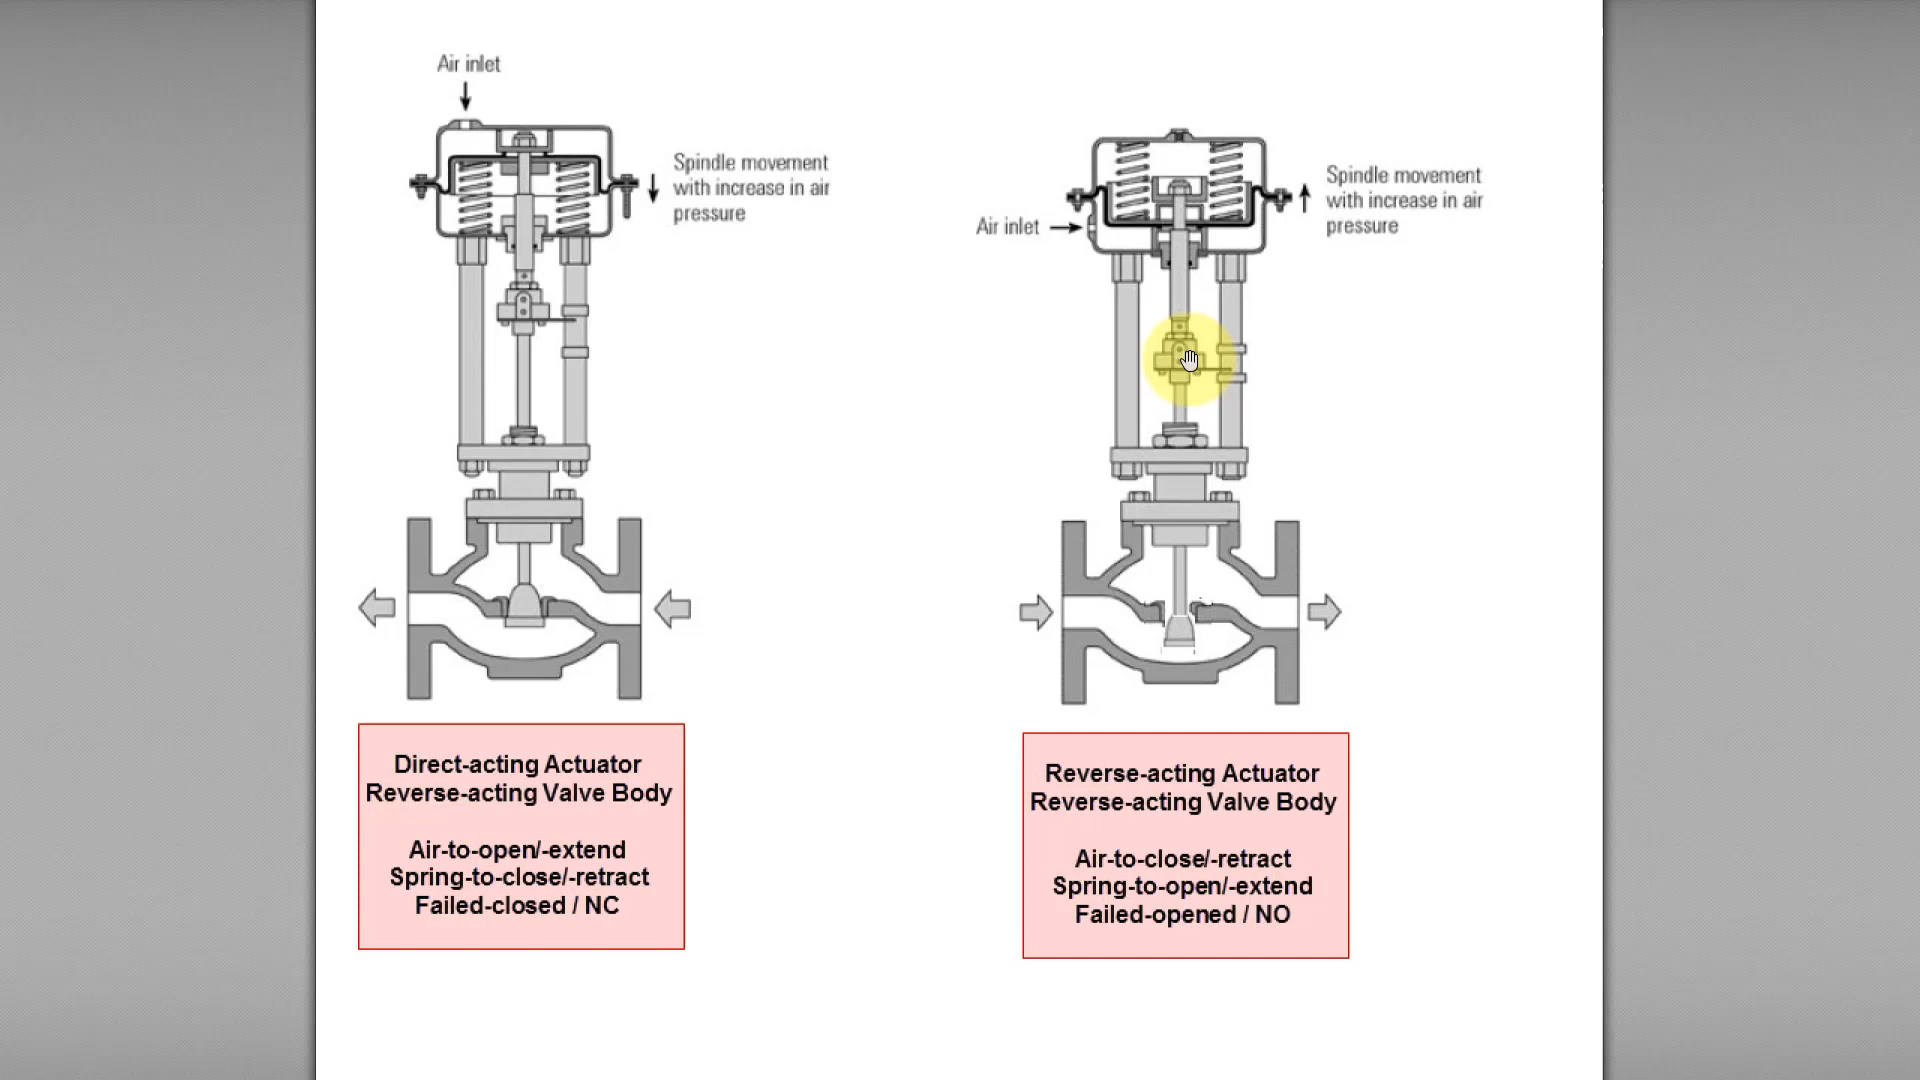 Air inlet
Spindle movement
with increase in air
pressure
Direct-acting Actuator
Reverse-acting Valve Body
Air-to-open/-extend
Spring-to-close/-retract
Failed-closed / NC
Spindle movement
with increase in air
pressure
Air inlet
Reverse-acting Actuator
Reverse-acting Valve Body
Air-to-close/-retract
Spring-to-open/-extend
Failed-opened / NO